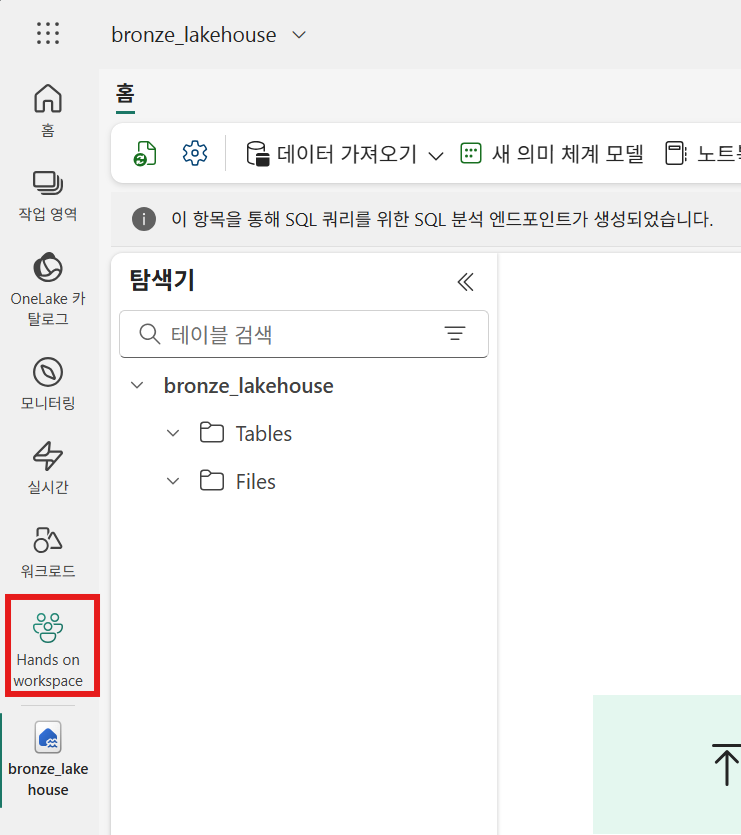 bronze_lakehouse
홈
홈
데이터 가져오기
새 의미 체계 모델
작업 영역
이 항목을 통해 SQL 쿼리를 위한 SQL 분석 엔드포인트가 생성되었습니다.
탐색기
OneLake 카
탈로그
테이블 검색
bronze_lakehouse
모니터링
Tables
Files
실시간
워크로드
Hands on
workspace
bronze_lake
house